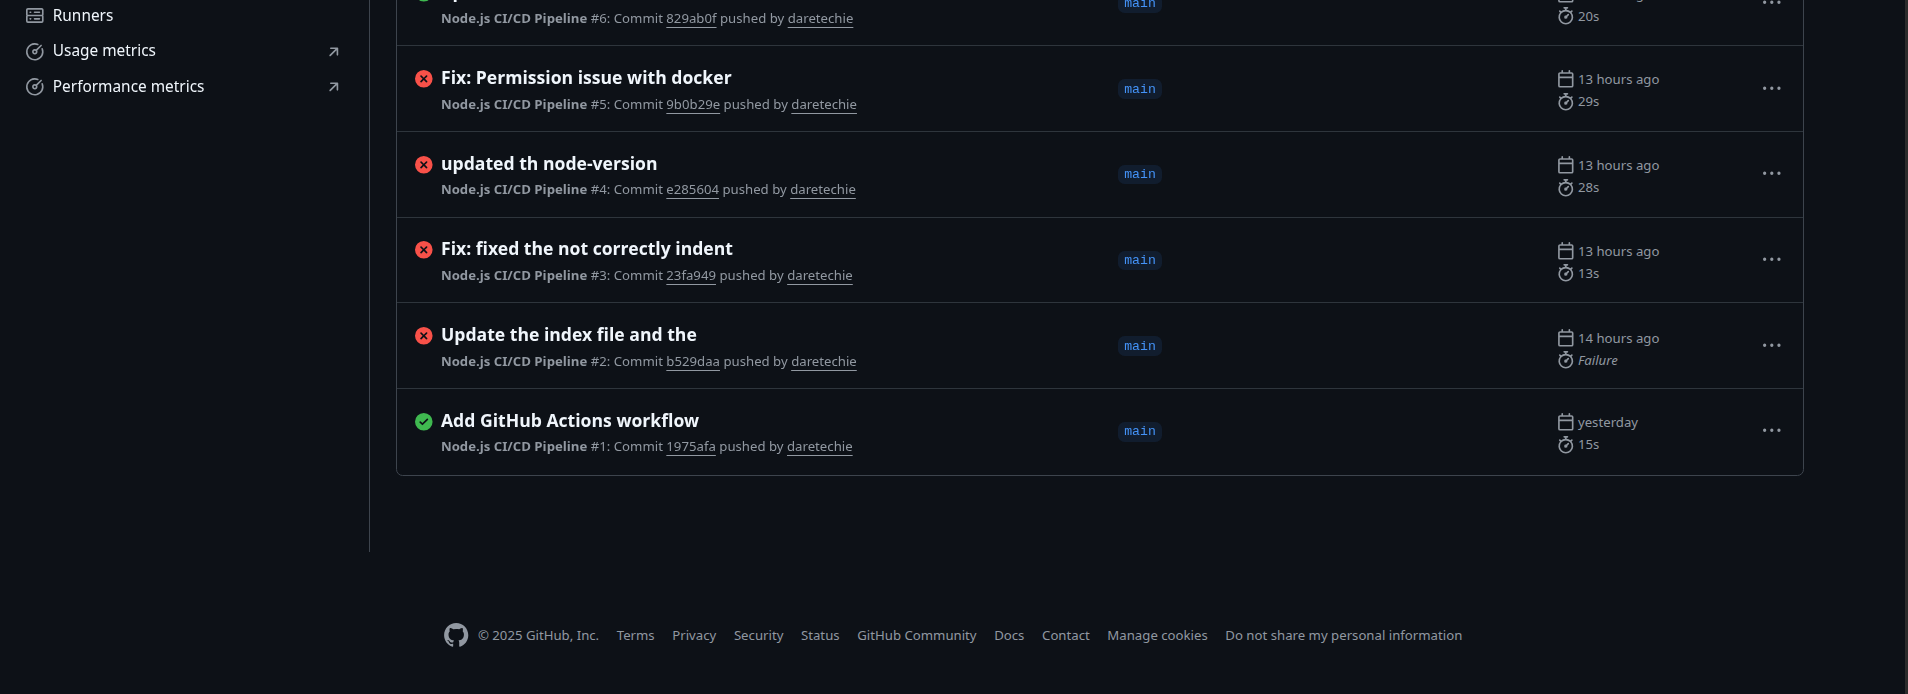 Runners
Usage metrics
Performance metrics
Node.js CI/CD Pipeline #6: Commit 829ab0f pushed by daretechie
main
20s
Fix: Permission issue with docker
Node.js CI/CD Pipeline #5: Commit 9b0b29e pushed by daretechie
main
13 hours ago
29s
updated th node-version
Node.js CI/CD Pipeline #4: Commit e285604 pushed by daretechie
main
13 hours ago
28s
Fix: fixed the not correctly indent
Node.js CI/CD Pipeline #3: Commit 23fa949 pushed by daretechie
main
13 hours ago
13s
Update the index file and the
Node.js CI/CD Pipeline #2: Commit b529daa pushed by daretechie
main
14 hours ago
Failure
Add GitHub Actions workflow
Node.js CI/CD Pipeline #1: Commit 1975afa pushed by daretechie
main
yesterday
15s
© 2025 GitHub, Inc. Terms Privacy Security Status GitHub Community Docs Contact Manage cookies Do not share my personal information